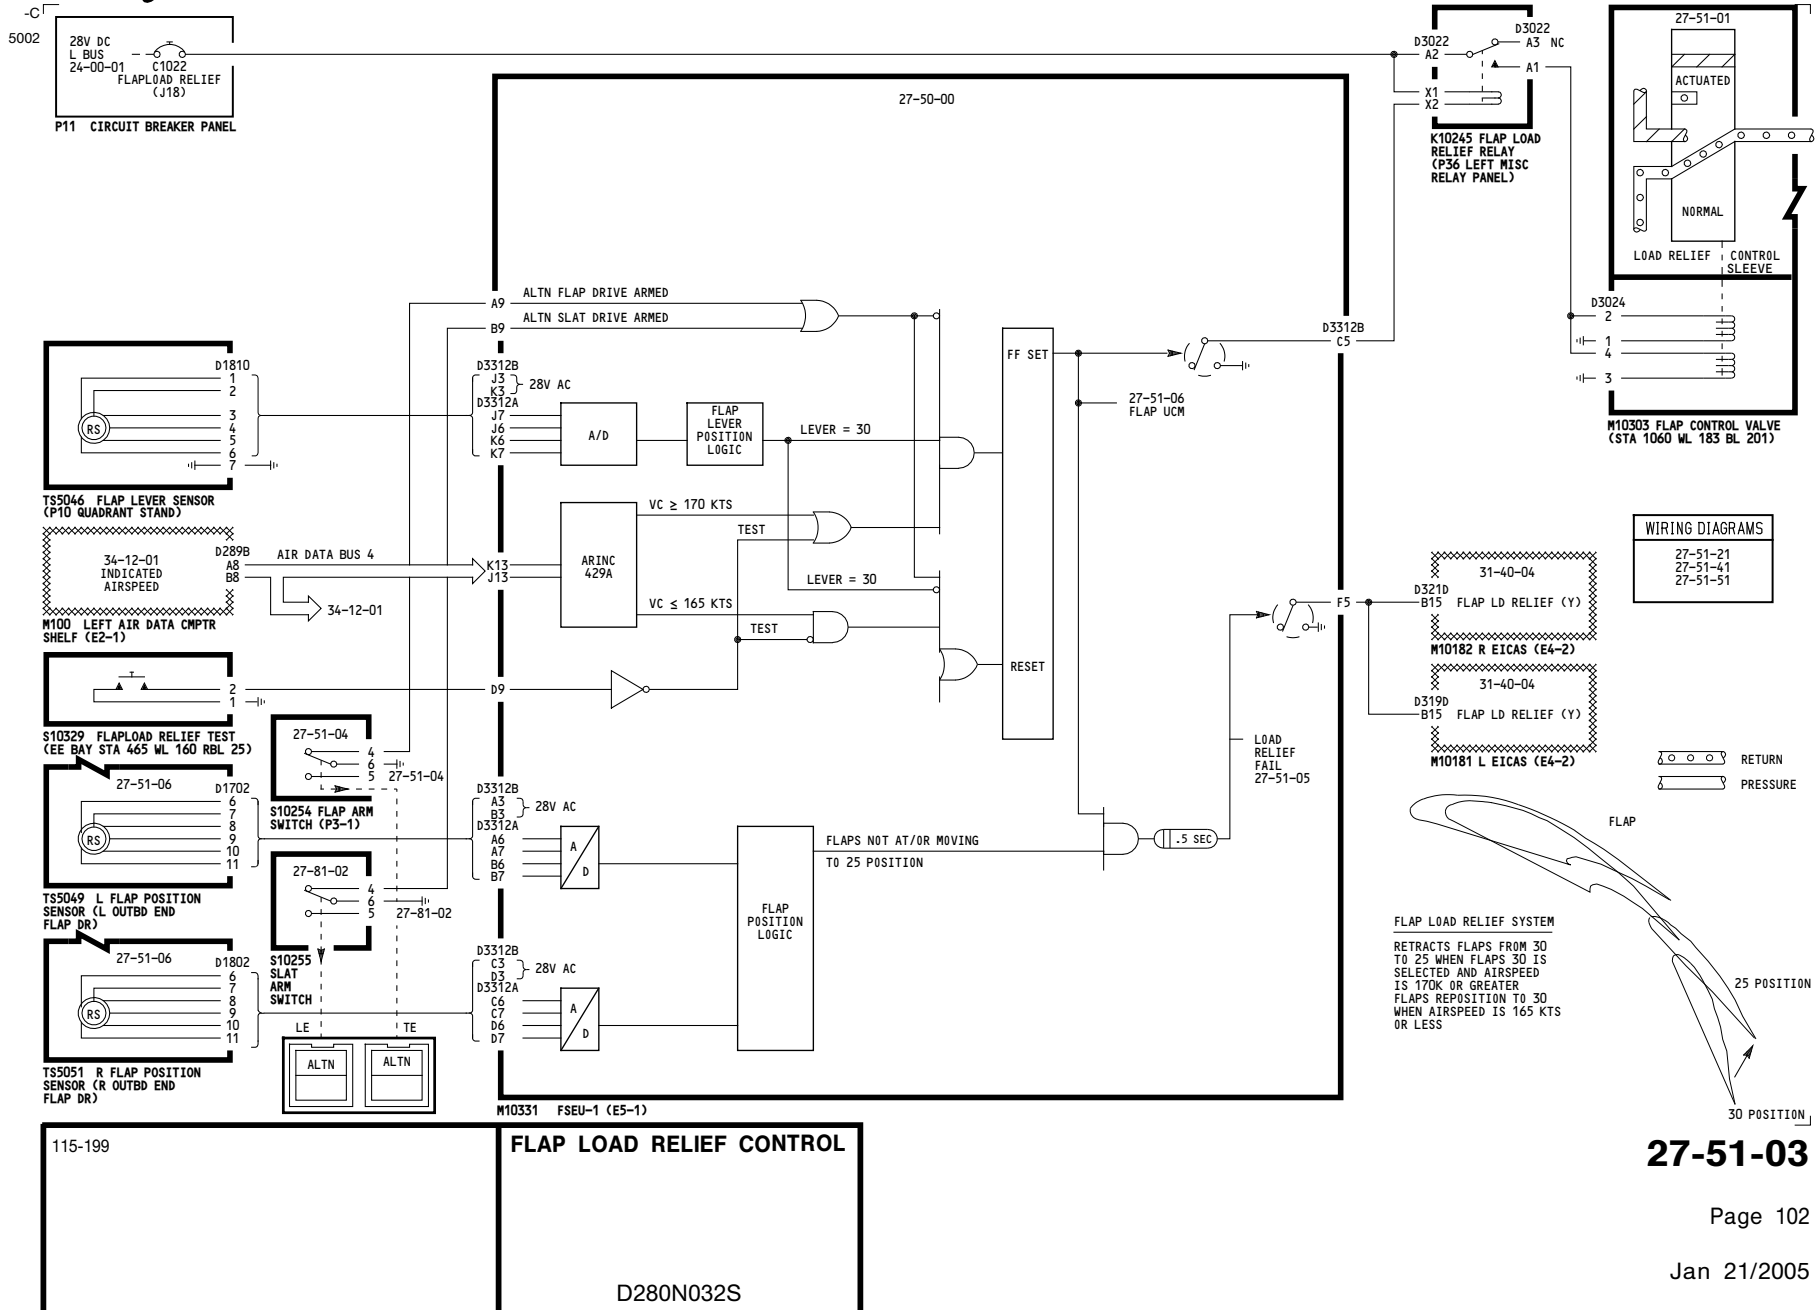 -C
5002
28V DC
L BUS
24-00-01
C1022
FLAPLOAD RELIEF
(J18)
P11 CIRCUIT BREAKER PANEL
27-50-00
D3022
A2
D3022
A3 NC
A1
X1
X2
K10245 FLAP LOAD
RELIEF RELAY
(P36 LEFT MISC
RELAY PANEL)
27-51-01
ACTUATED
NORMAL
LOAD RELIEF
CONTROL
SLEEVE
D3024
2
1
4
3
M10303 FLAP CONTROL VALVE
(STA 1060 WL 183 BL 201)
A9
ALTN FLAP DRIVE ARMED
B9
ALTN SLAT DRIVE ARMED
D1810
1
2
3
4
5
6
7
RS
TS5046 FLAP LEVER SENSOR
(P10 QUADRANT STAND)
D3312B
J3
K3
28V AC
D3312A
J7
J6
K6
K7
A/D
FLAP
LEVER
POSITION
LOGIC
LEVER = 30
FF SET
RESET
27-51-06
FLAP UCM
D3312B
C5
34-12-01
INDICATED
AIRSPEED
D289B
A8
B8
AIR DATA BUS 4
34-12-01
M100 LEFT AIR DATA CMPTR
SHELF (E2-1)
K13
J13
ARINC
429A
VC ≥ 170 KTS
TEST
LEVER = 30
VC ≤ 165 KTS
TEST
2
1
D9
S10329 FLAPLOAD RELIEF TEST
(EE BAY STA 465 WL 160 RBL 25)
27-51-04
4
6
5
27-51-04
S10254 FLAP ARM
SWITCH (P3-1)
27-51-06
D1702
6
7
8
9
10
11
RS
TS5049 L FLAP POSITION
SENSOR (L OUTBD END
FLAP DR)
27-81-02
4
6
5
27-81-02
S10255
SLAT
ARM
SWITCH
27-51-06
D1802
6
7
8
9
10
11
RS
TS5051 R FLAP POSITION
SENSOR (R OUTBD END
FLAP DR)
LE
TE
ALTN
ALTN
D3312B
A3
B3
28V AC
D3312A
A6
A7
B6
B7
A
D
D3312B
C3
D3
28V AC
D3312A
C6
C7
D6
D7
A
D
FLAP
POSITION
LOGIC
FLAPS NOT AT/OR MOVING
TO 25 POSITION
.5 SEC
LOAD
RELIEF
FAIL
27-51-05
F5
M10331 FSEU-1 (E5-1)
D321D
B15
31-40-04
FLAP LD RELIEF (Y)
M10182 R EICAS (E4-2)
D319D
B15
31-40-04
FLAP LD RELIEF (Y)
M10181 L EICAS (E4-2)
WIRING DIAGRAMS
27-51-21
27-51-41
27-51-51
RETURN
PRESSURE
FLAP
25 POSITION
30 POSITION
FLAP LOAD RELIEF SYSTEM
RETRACTS FLAPS FROM 30
TO 25 WHEN FLAPS 30 IS
SELECTED AND AIRSPEED
IS 170K OR GREATER
FLAPS REPOSITION TO 30
WHEN AIRSPEED IS 165 KTS
OR LESS
115-199
FLAP LOAD RELIEF CONTROL
D280N032S
27-51-03
Page 102
Jan 21/2005